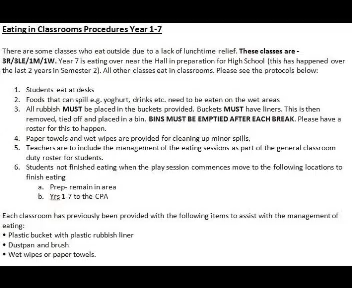 Eating in Classrooms Procedures Year 1-7
There are some classes who eat outside due to a lack of lunchtime relief. These classes are -
3R/3LE/1M/1W. Year 7 is eating over near the Hall in preparation for High School (this has happened over
the last 2 years in Semester 2). All other classes eat in classrooms. Please see the protocols below:
1. Students eat at desks
2. Foods that can spill e.g. yoghurt, drinks etc. need to be eaten on the wet areas
3. All rubbish MUST be placed in the buckets provided. Buckets MUST have liners. This is then
removed, tied off and placed in a bin. BINS MUST BE EMPTIED AFTER EACH BREAK. Please have a
roster for this to happen.
4. Paper towels and wet wipes are provided for cleaning up minor spills.
5. Teachers are to include the management of the eating sessions as part of the general classroom
duty roster for students.
6. Students not finished eating when the play session commences move to the following locations to
finish eating
a. Prep- remain in area
b. Yrs 1-7 to the CPA
Each classroom has previously been provided with the following items to assist with the management of
eating:
• Plastic bucket with plastic rubbish liner
• Dustpan and brush
• Wet wipes or paper towels.